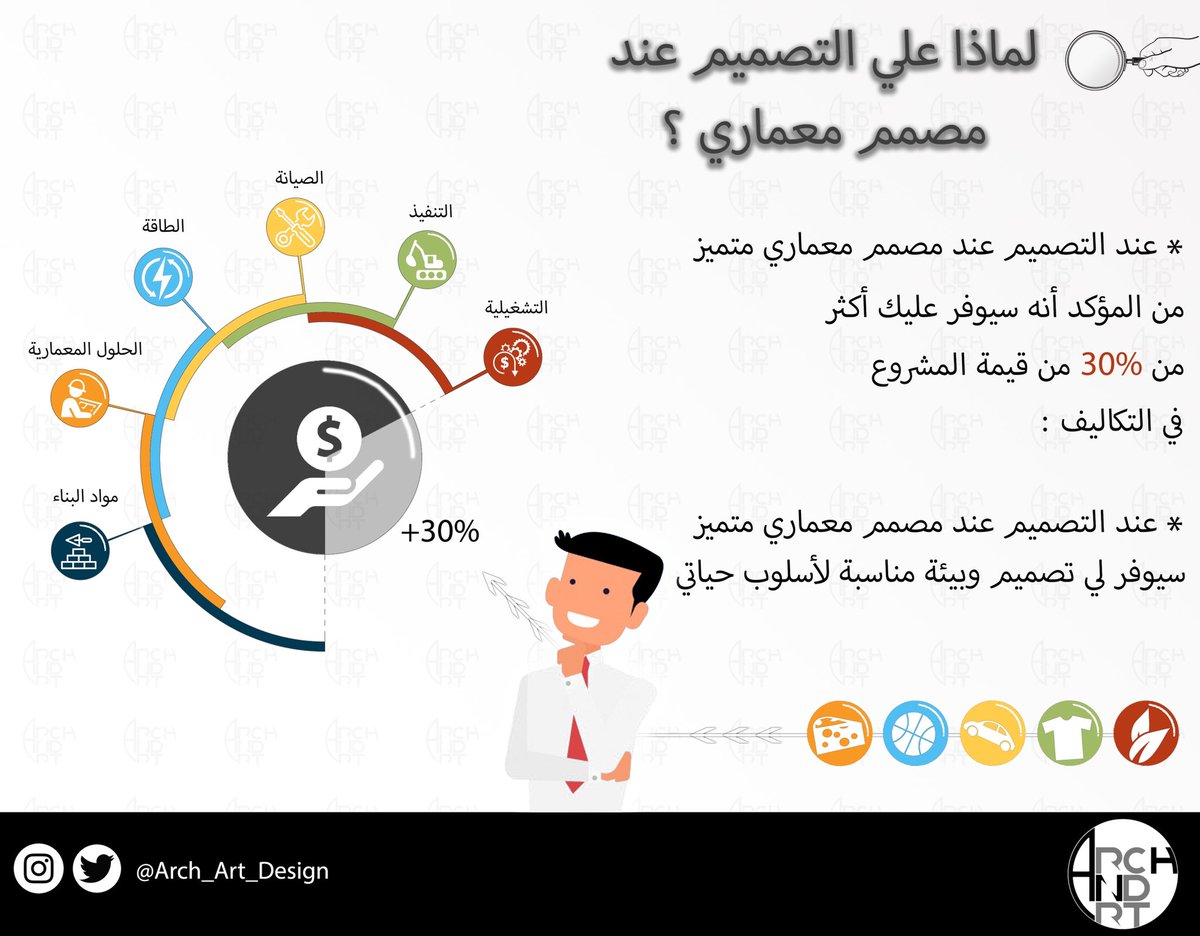 لماذا علي التصميم عند
مصمم معماري ؟
* عند التصميم عند مصمم معماري متميز
من المؤكد أنه سيوفر عليك أكثر
من 30% من قيمة المشروع
في التكاليف :
* عند التصميم عند مصمم معماري متميز
سيوفر لي تصميم وبيئة مناسبة لأسلوب حياتي
التشغيلية
التنفيذ
الصيانة
الطاقة
الحلول المعمارية
مواد البناء
$
$
+30%
@Arch_Art_Design
ARCH
AND
ART